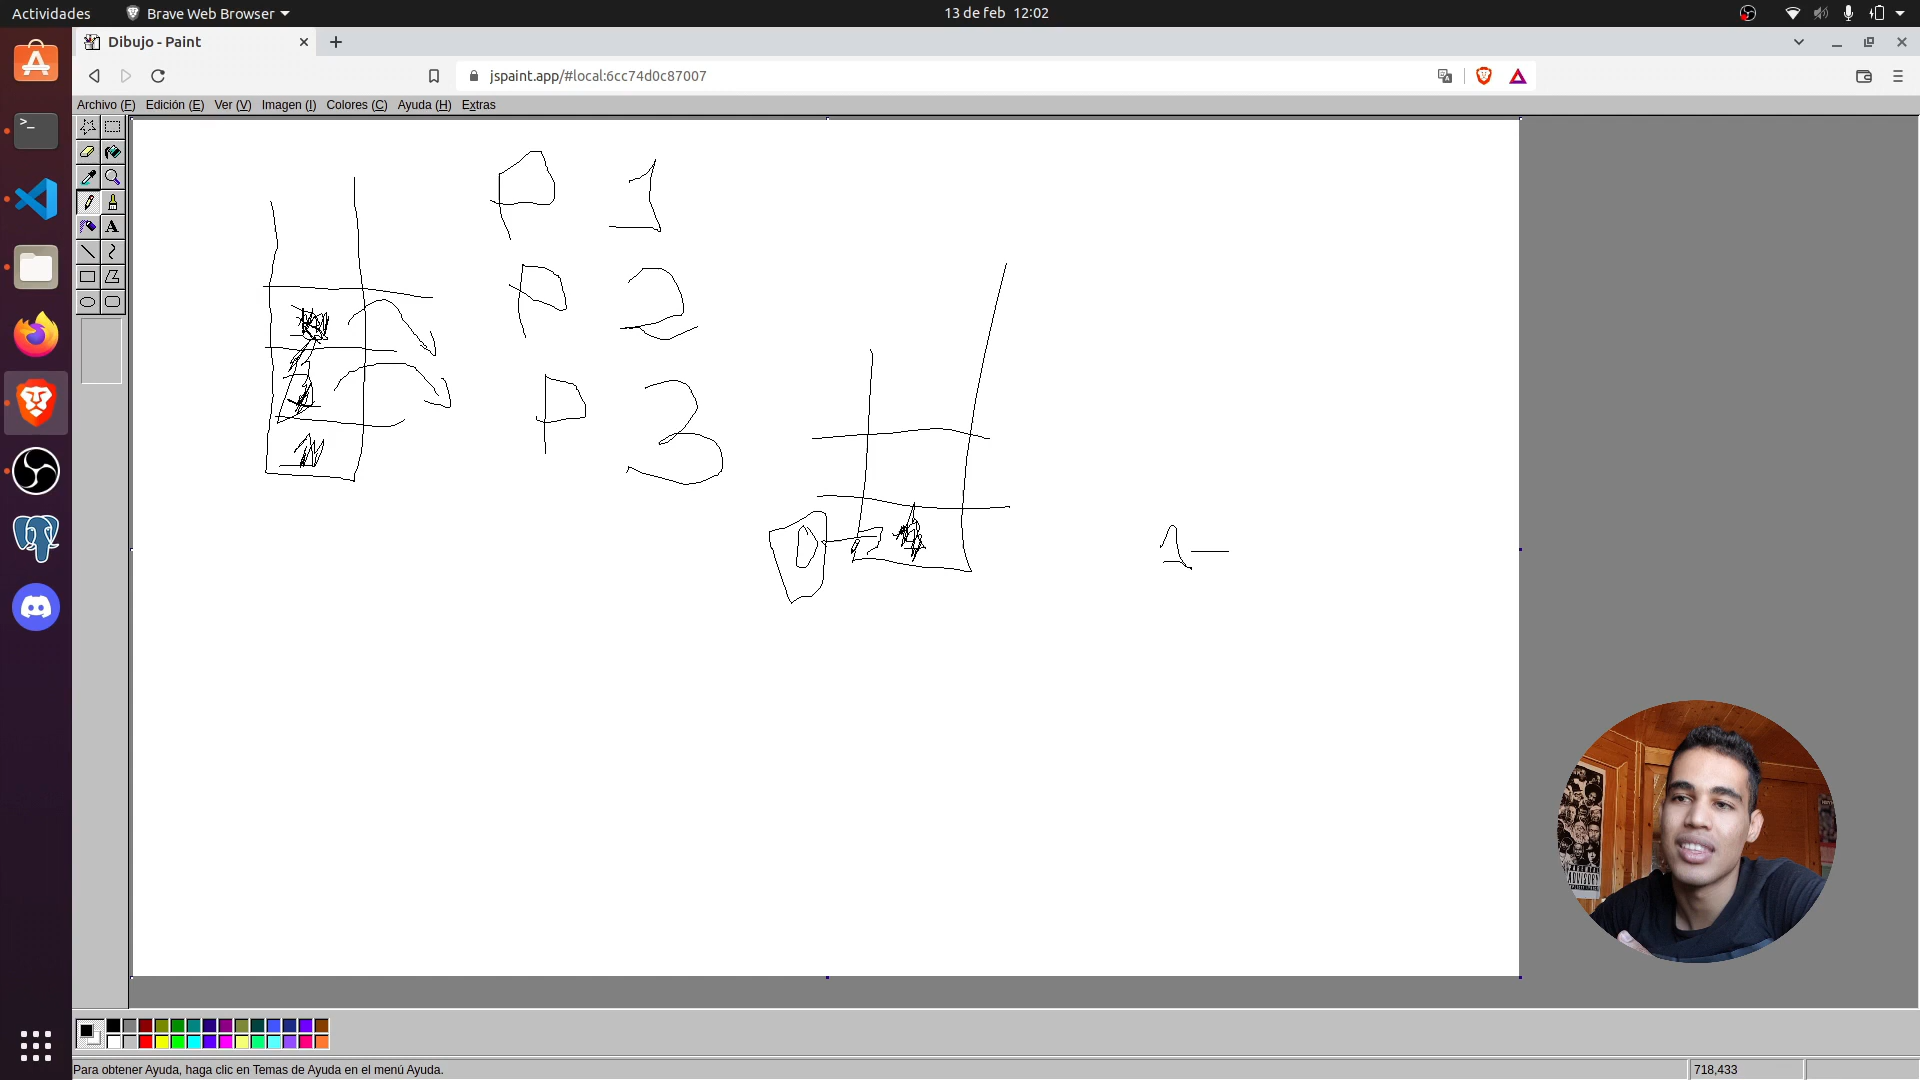 Actividades
Brave Web Browser
13 de feb 12:02
Dibujo - Paint
jspaint.app/#local:6cc74d0c87007
Archivo (F) Edición (E) Ver (V) Imagen (I) Colores (C) Ayuda (H) Extras
A
P 1
P 2
P 3
0
1
Para obtener Ayuda, haga clic en Temas de Ayuda en el menú Ayuda.
718,433